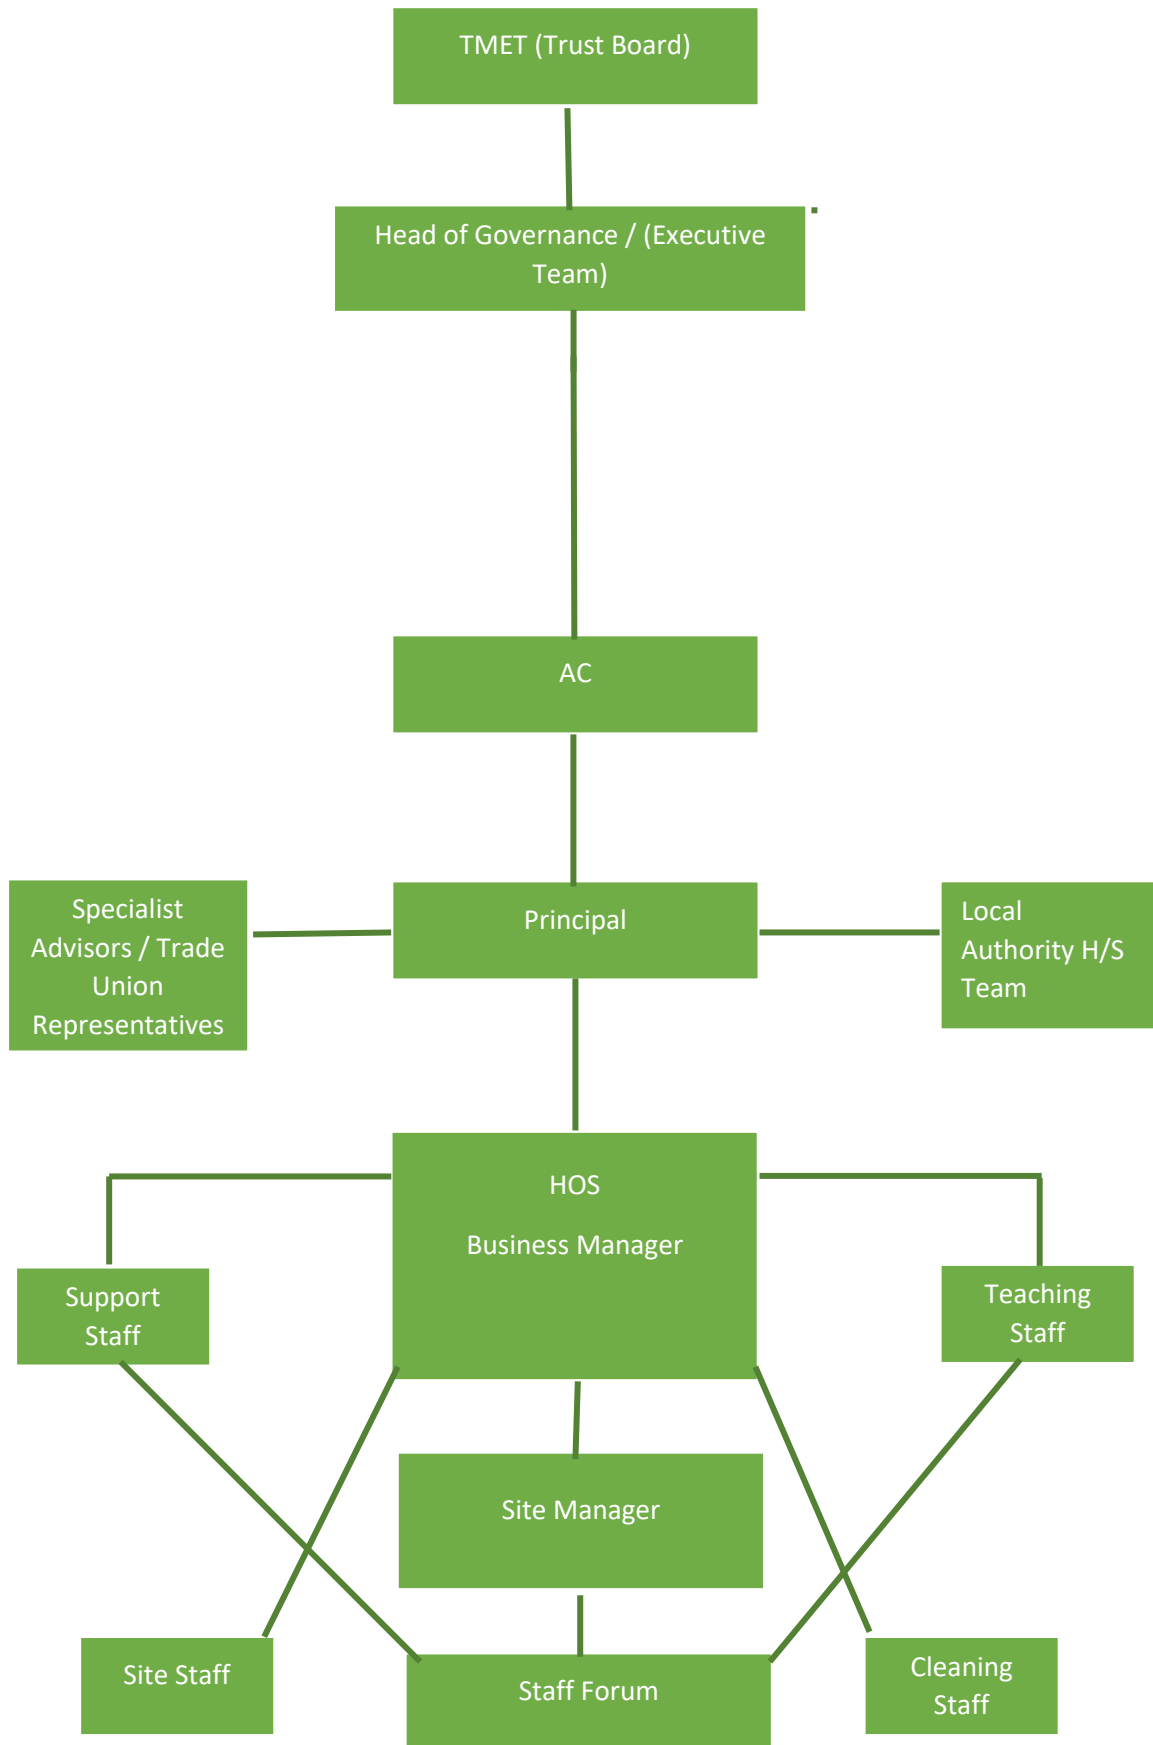 TMET (Trust Board)
Head of Governance / (Executive
Team)
AC
Specialist
Advisors / Trade
Union
Representatives
Principal
Local
Authority H/S
Team
HOS
Business Manager
Support
Staff
Teaching
Staff
Site Manager
Site Staff
Staff Forum
Cleaning
Staff